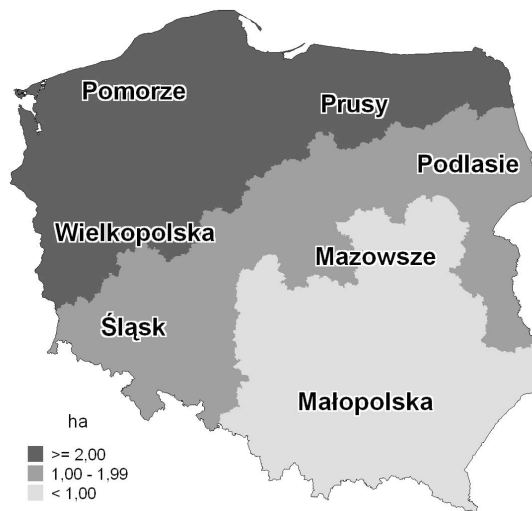 Pomorze
Prusy
Podlasie
Wielkopolska
Mazowsze
Śląsk
Małopolska
ha
>= 2,00
1,00 - 1,99
< 1,00